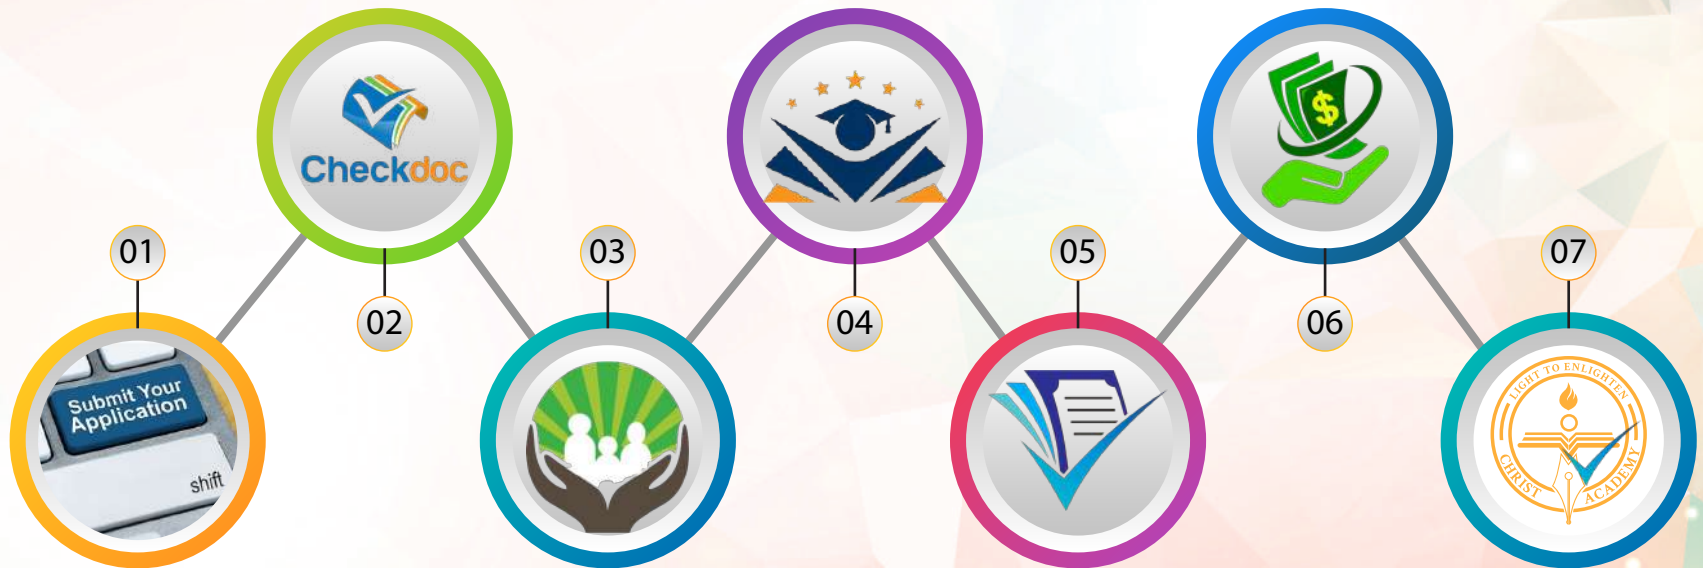 01
Submit Your
Application
shift
Checkdoc
02
03
04
05
$
06
07
LIGHT TO ENLIGHTEN
CHRIST ACADEMY